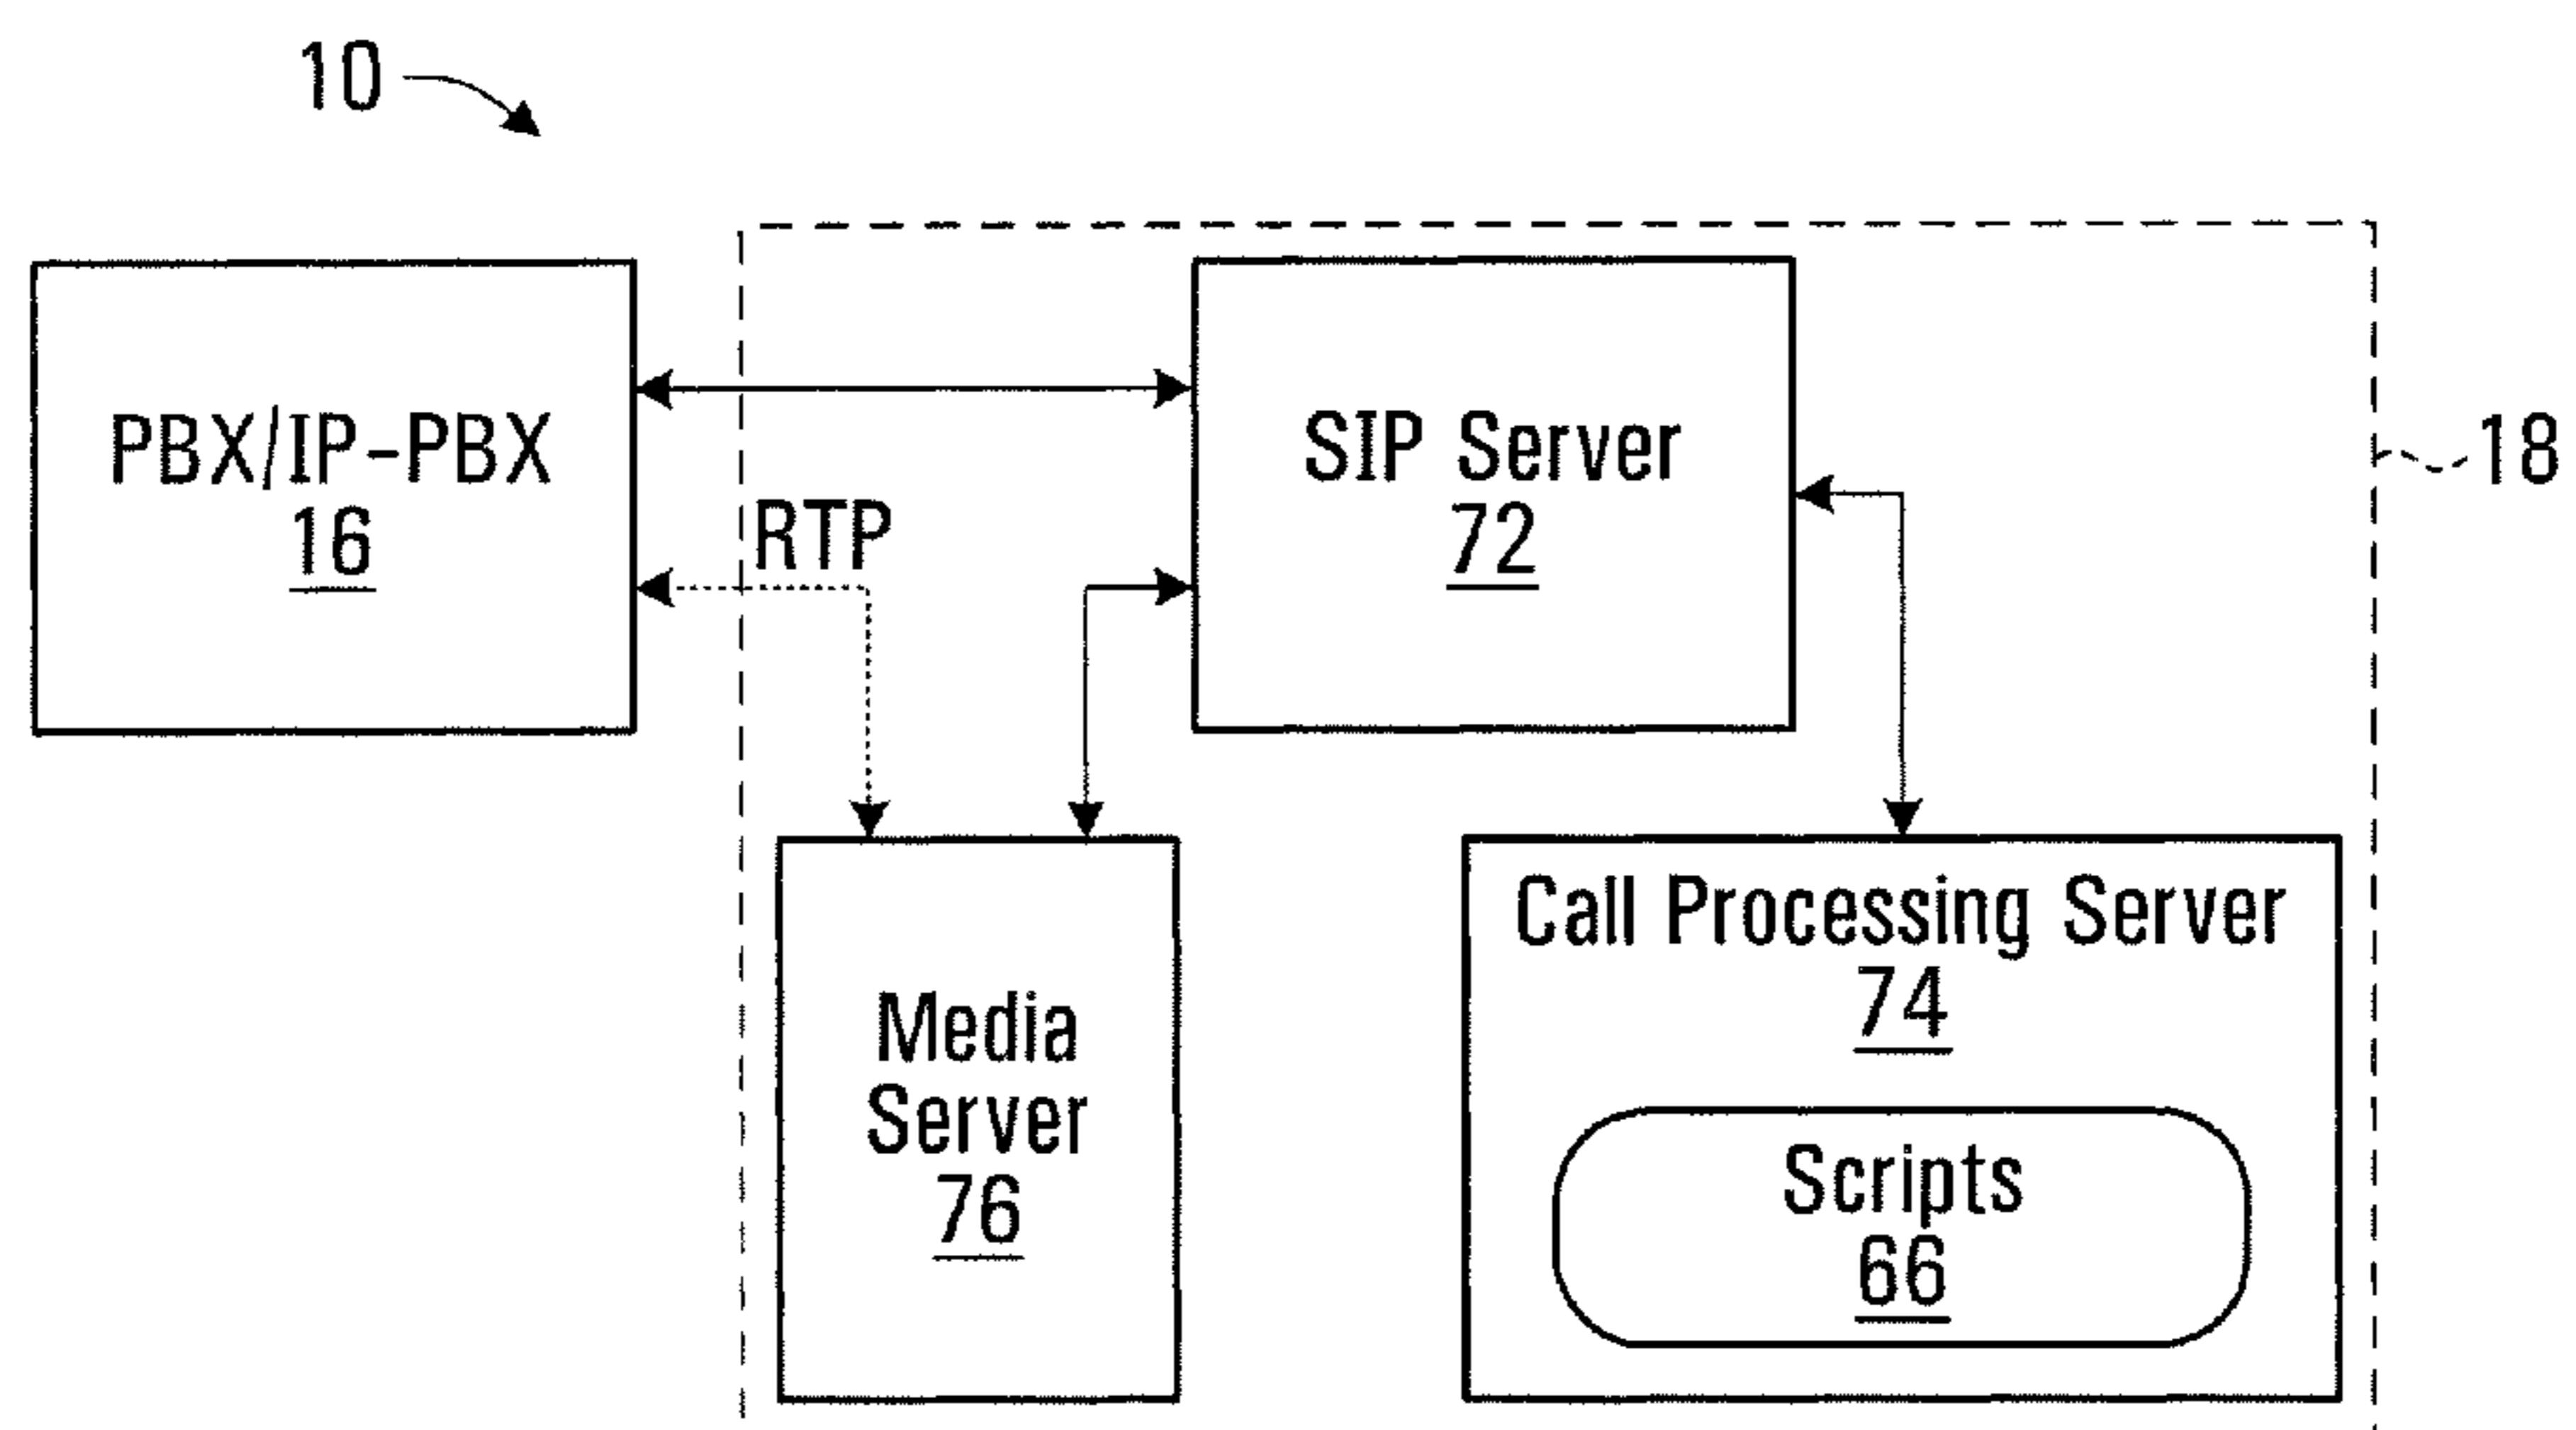 10
PBX/IP-PBX
16
RTP
SIP Server
72
18
Media
Server
76
Call Processing Server
74
Scripts
66